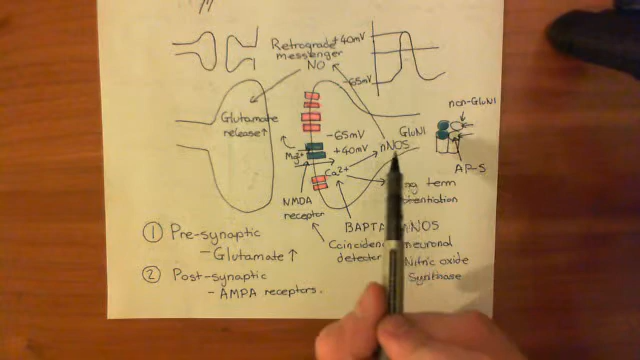 Retrograde
messenger
NO
+40mV
-65mV
Glutamate
release↑
-65mV
+40mV
Mg2+
Ca2+
nNOS
GluN1
non-GluN1
AP-5
NMDA
receptor
BAPTA
NOS
Coincidence
detector
neuronal
Nitric oxide
Synthase
term
① Pre-synaptic
- Glutamate ↑
② Post-synaptic
- AMPA receptors.